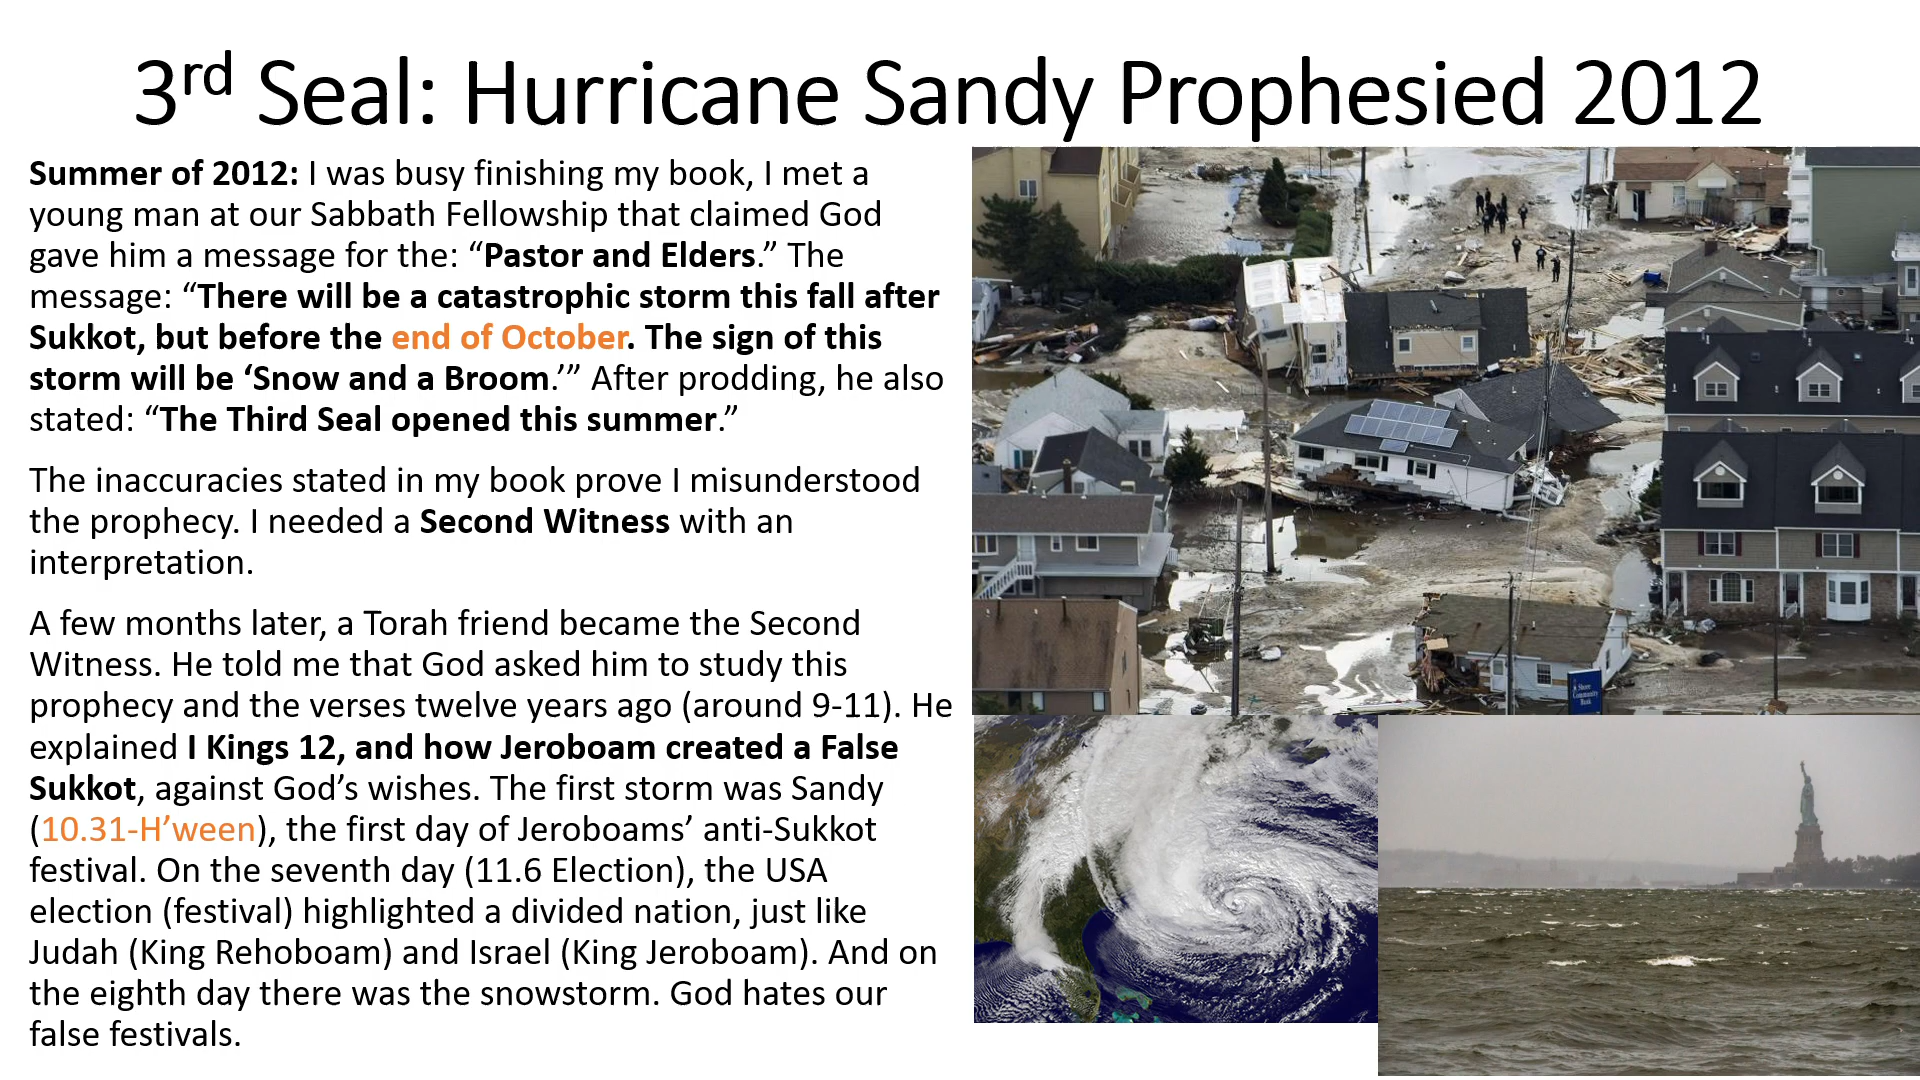 3rd Seal: Hurricane Sandy Prophesied 2012
Summer of 2012: I was busy finishing my book, I met a
young man at our Sabbath Fellowship that claimed God
gave him a message for the: “Pastor and Elders.” The
message: “There will be a catastrophic storm this fall after
Sukkot, but before the end of October. The sign of this
storm will be ‘Snow and a Broom.’” After prodding, he also
stated: “The Third Seal opened this summer.”
The inaccuracies stated in my book prove I misunderstood
the prophecy. I needed a Second Witness with an
interpretation.
A few months later, a Torah friend became the Second
Witness. He told me that God asked him to study this
prophecy and the verses twelve years ago (around 9-11). He
explained I Kings 12, and how Jeroboam created a False
Sukkot, against God’s wishes. The first storm was Sandy
(10.31-H’ween), the first day of Jeroboams’ anti-Sukkot
festival. On the seventh day (11.6 Election), the USA
election (festival) highlighted a divided nation, just like
Judah (King Rehoboam) and Israel (King Jeroboam). And on
the eighth day there was the snowstorm. God hates our
false festivals.
Shore
Community
Bank